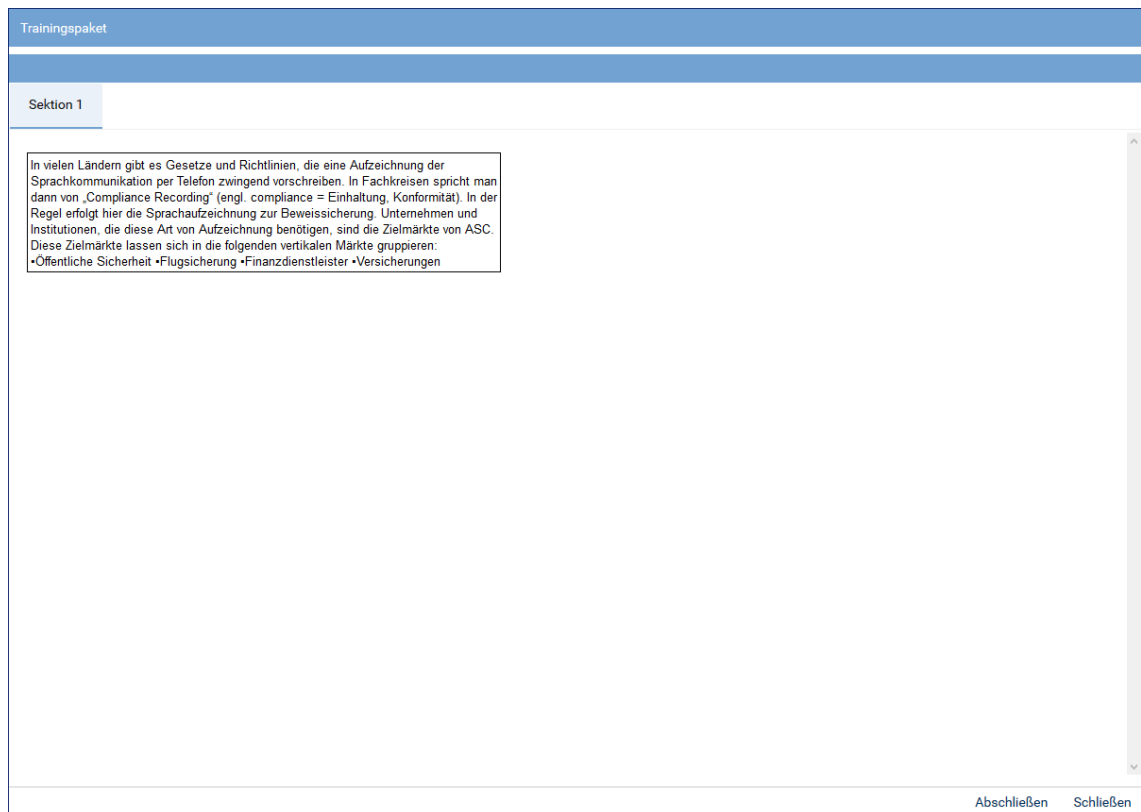 Trainingspaket
Sektion 1
In vielen Ländern gibt es Gesetze und Richtlinien, die eine Aufzeichnung der
Sprachkommunikation per Telefon zwingend vorschreiben. In Fachkreisen spricht man
dann von „Compliance Recording“ (engl. compliance = Einhaltung, Konformität). In der
Regel erfolgt hier die Sprachaufzeichnung zur Beweissicherung. Unternehmen und
Institutionen, die diese Art von Aufzeichnung benötigen, sind die Zielmärkte von ASC.
Diese Zielmärkte lassen sich in die folgenden vertikalen Märkte gruppieren:
▪Öffentliche Sicherheit ▪Flugsicherung ▪Finanzdienstleister ▪Versicherungen
Abschließen Schließen